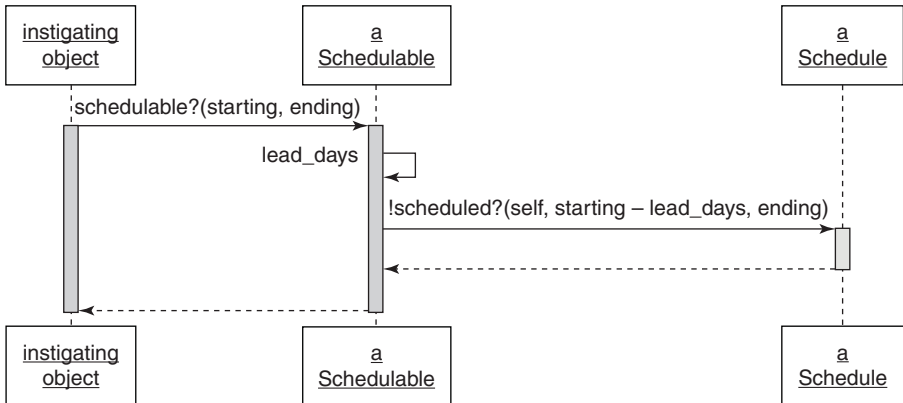 instigating
object
a
Schedulable
a
Schedule
schedulable?(starting, ending)
lead_days
!scheduled?(self, starting – lead_days, ending)
instigating
object
a
Schedulable
a
Schedule